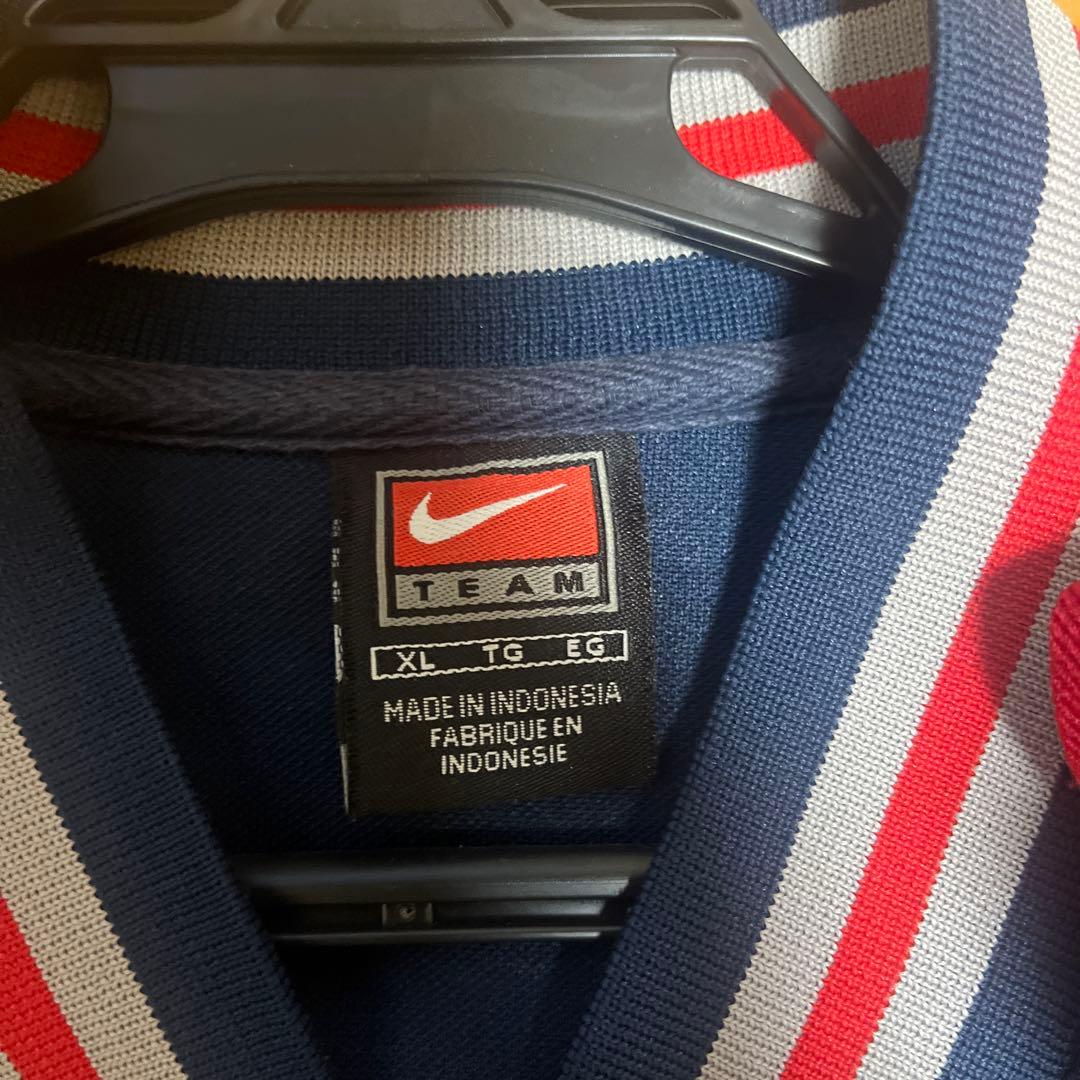 TEAM
XL TG EG
MADE IN INDONESIA
FABRIQUE EN
INDONESIE